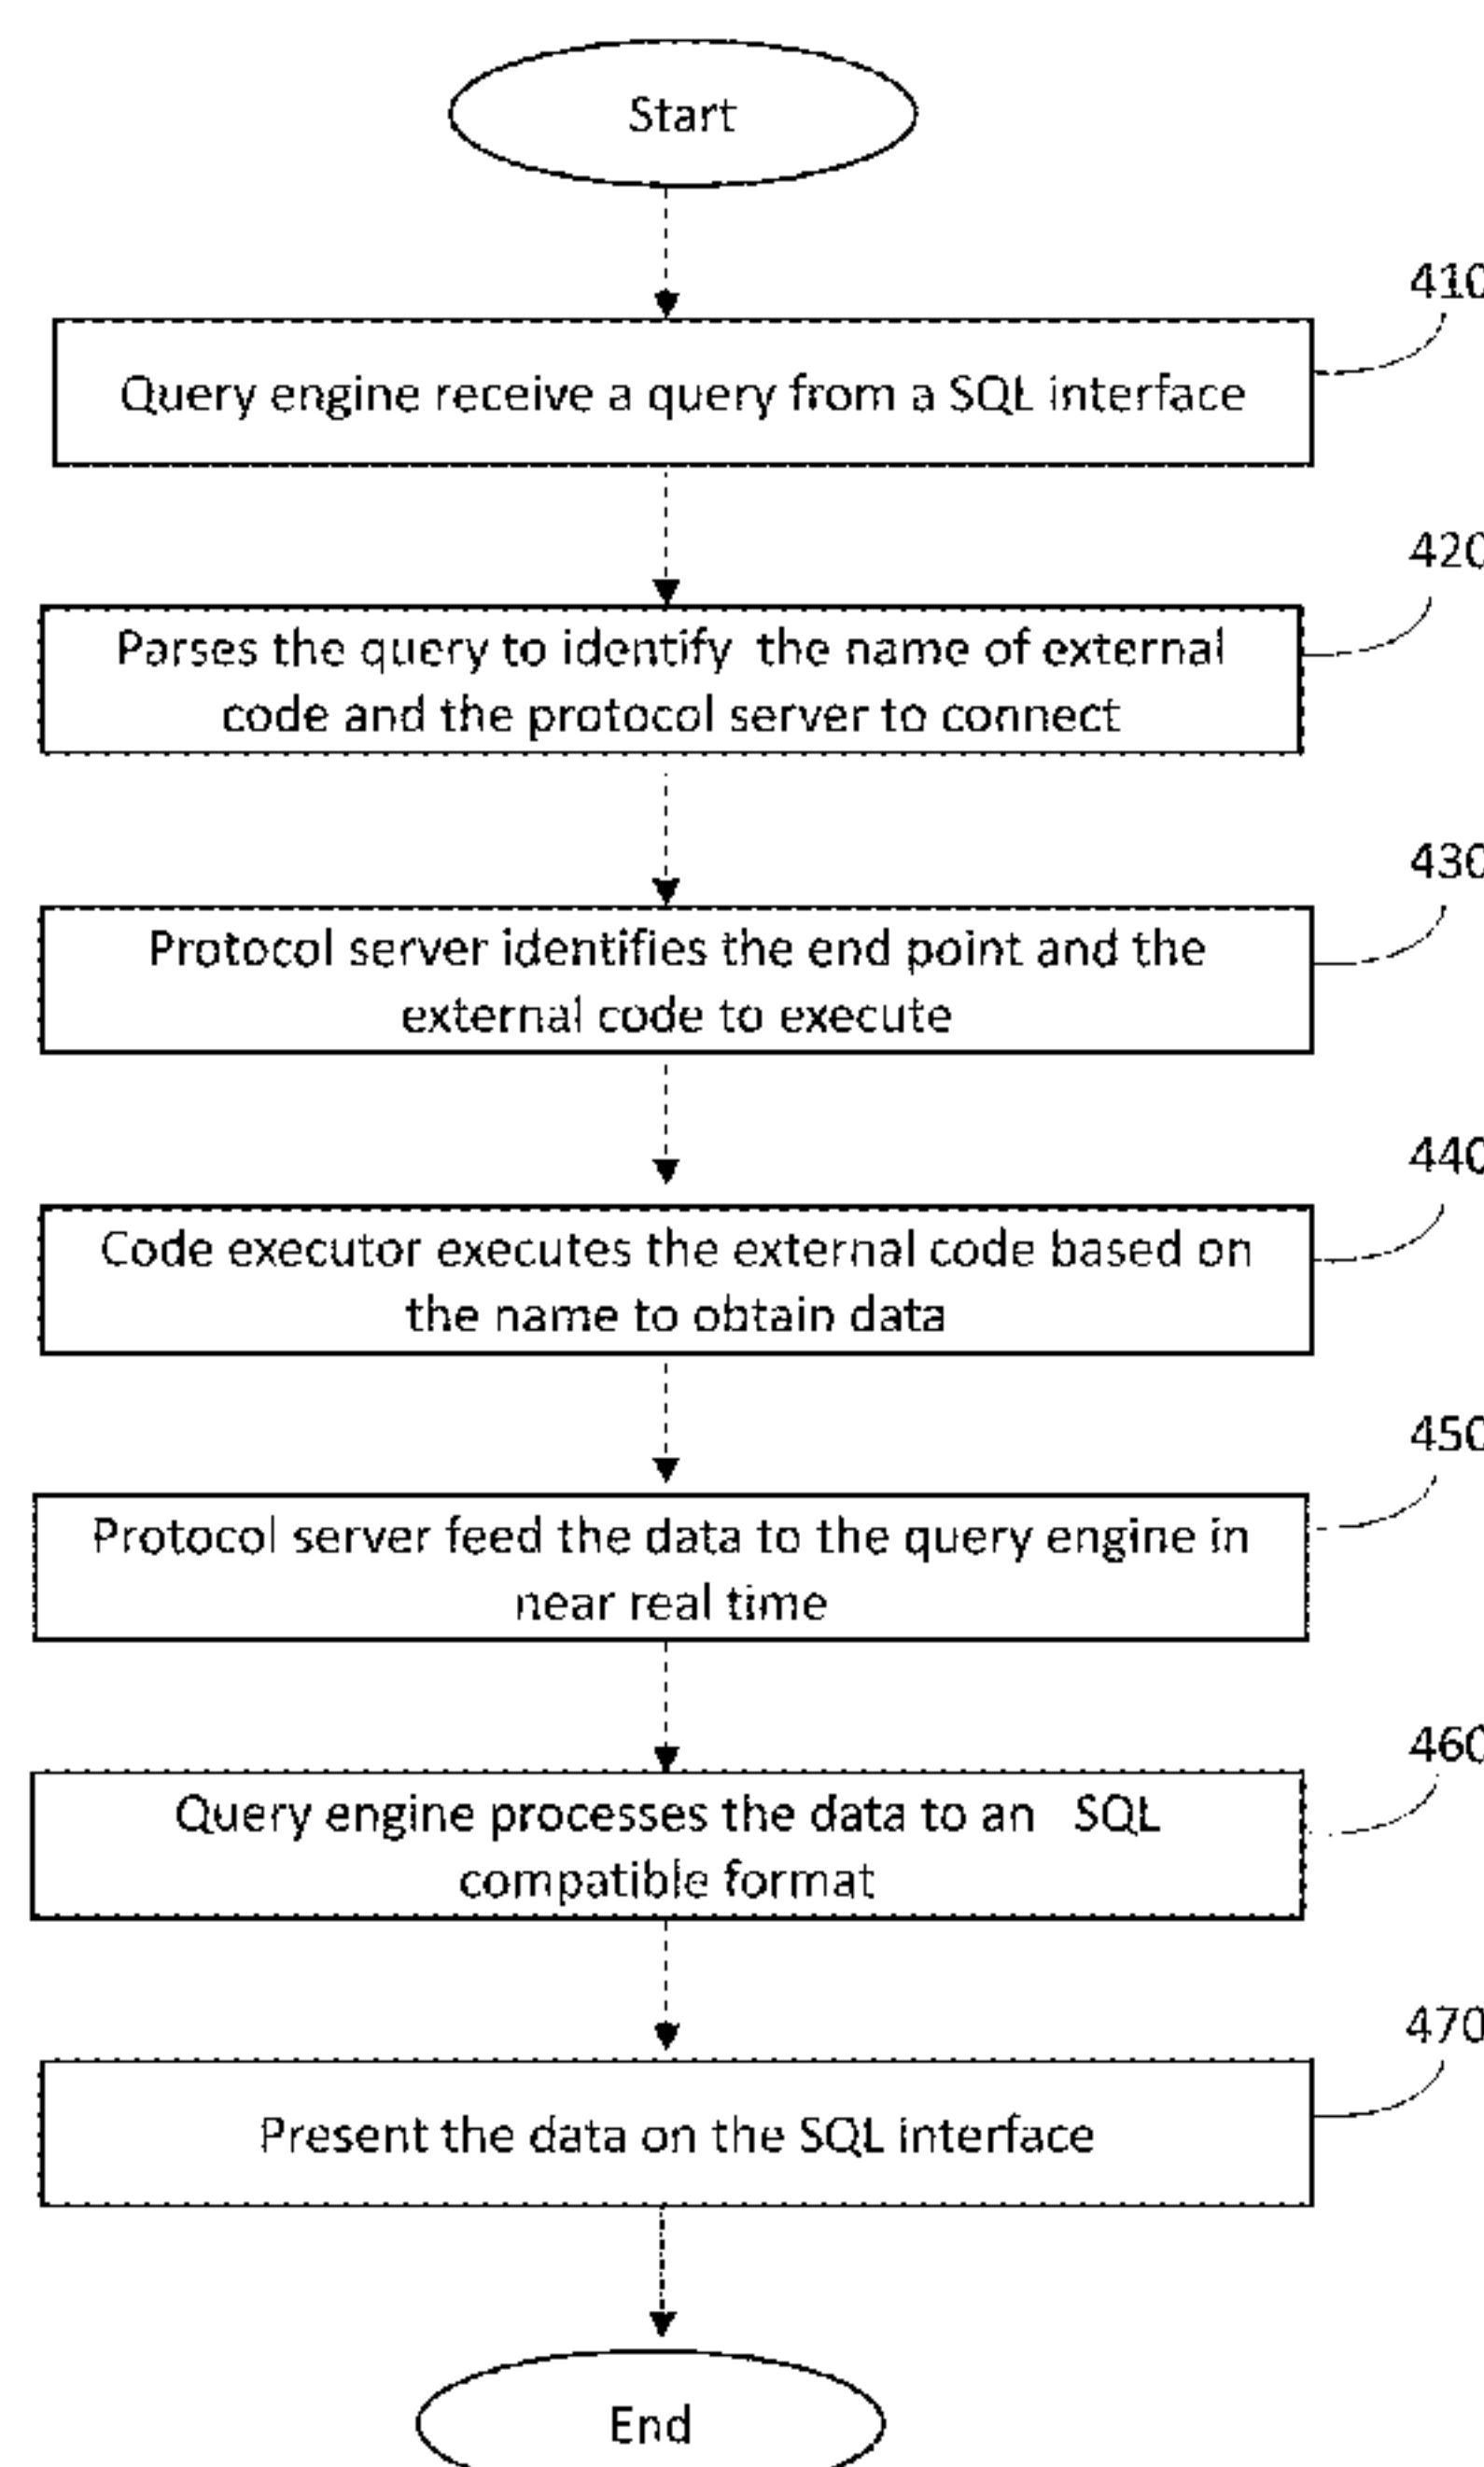 Start
410
Query engine receive a query from a SQL interface
420
Parses the query to identify the name of external
code and the protocol server to connect
430
Protocol server identifies the end point and the
external code to execute
440
Code executor executes the external code based on
the name to obtain data
450
Protocol server feed the data to the query engine in
near real time
460
Query engine processes the data to an SQL
compatible format
470
Present the data on the SQL interface
End